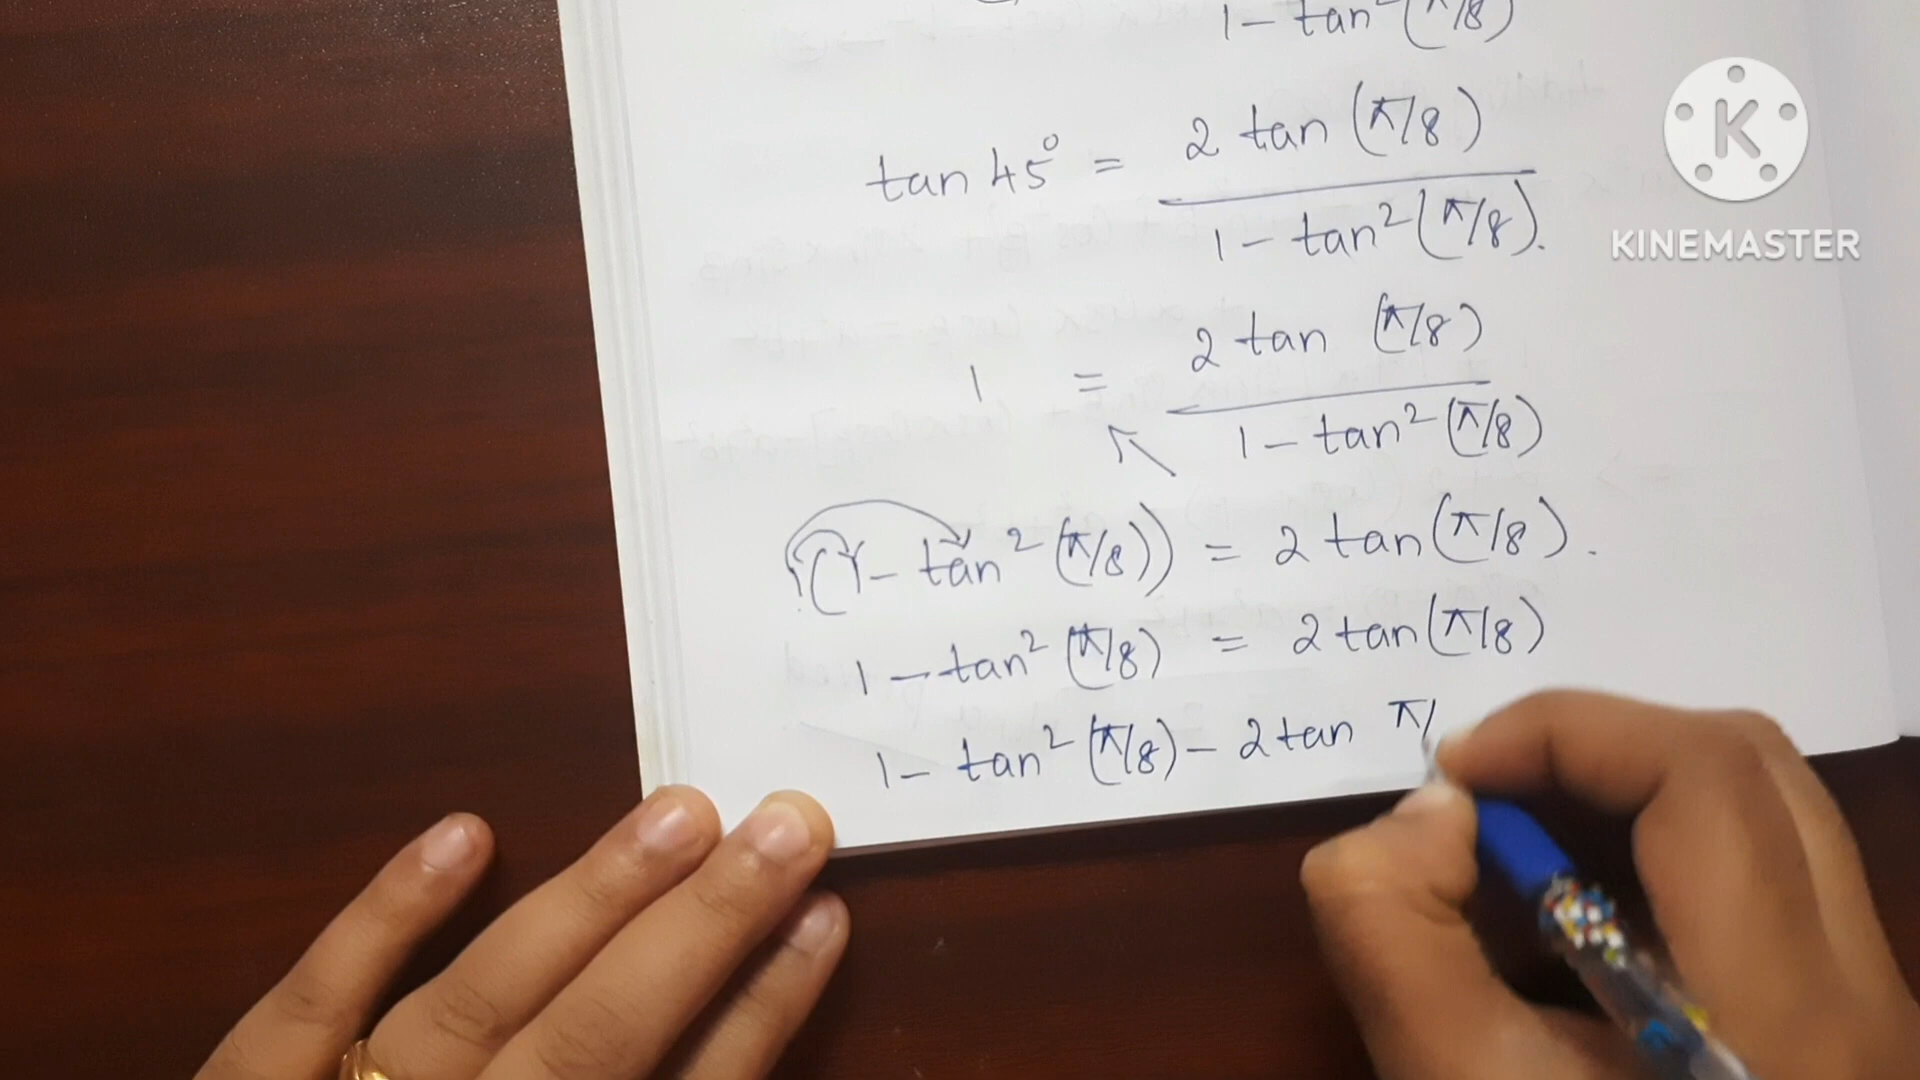 1 - tan² (π/8)
tan 45° = 2 tan (π/8) / 1 - tan² (π/8).
1 = 2 tan (π/8) / 1 - tan² (π/8)
( - tan² (π/8)) = 2 tan (π/8).
1 - tan² (π/8) = 2 tan (π/8)
1 - tan² (π/8) - 2 tan π/
K
KINEMASTER